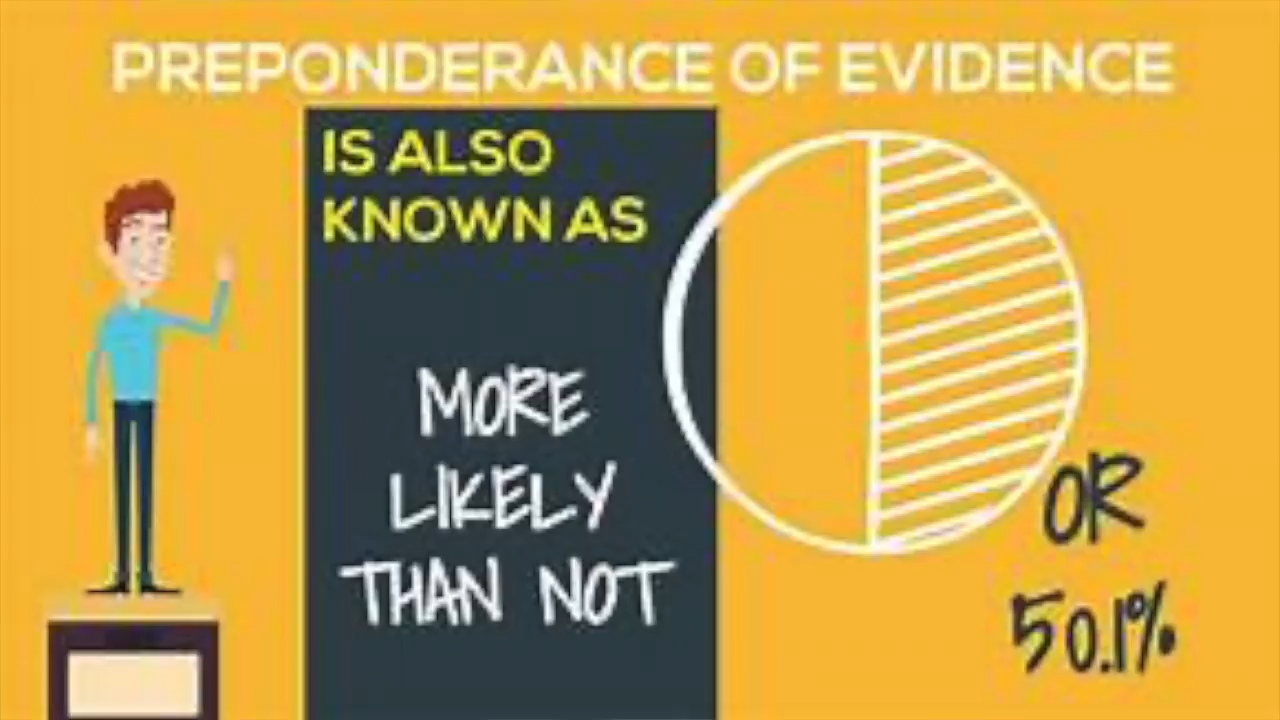 PREPONDERANCE OF EVIDENCE
IS ALSO
KNOWN AS
MORE
LIKELY
THAN NOT
OR
50.1%